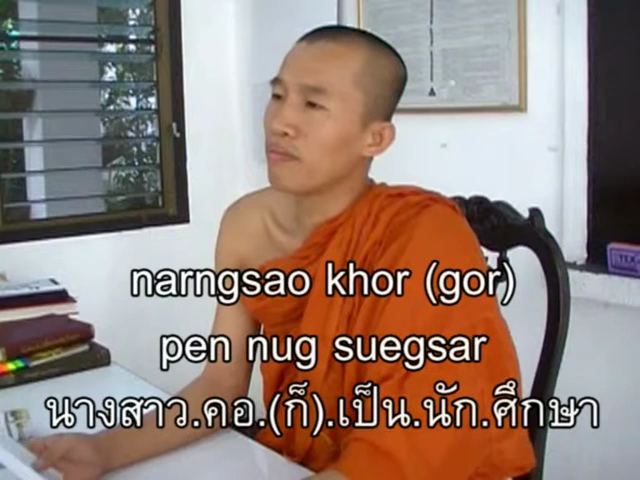 narngsao khor (gor)
pen nug suegsar
นางสาว.คอ.(ก็).เป็น.นัก.ศึกษา